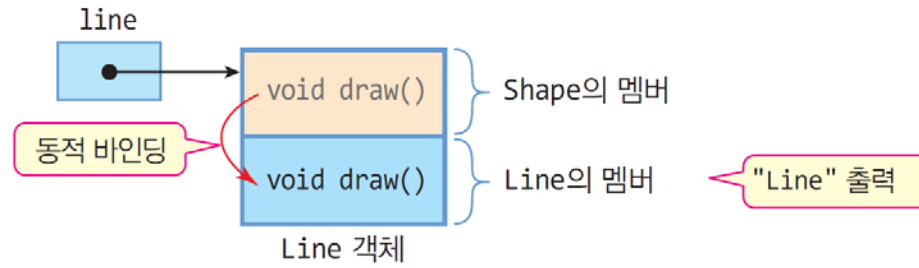 line
void draw()
Shape의 멤버
동적 바인딩
void draw()
Line의 멤버
"Line" 출력
Line 객체